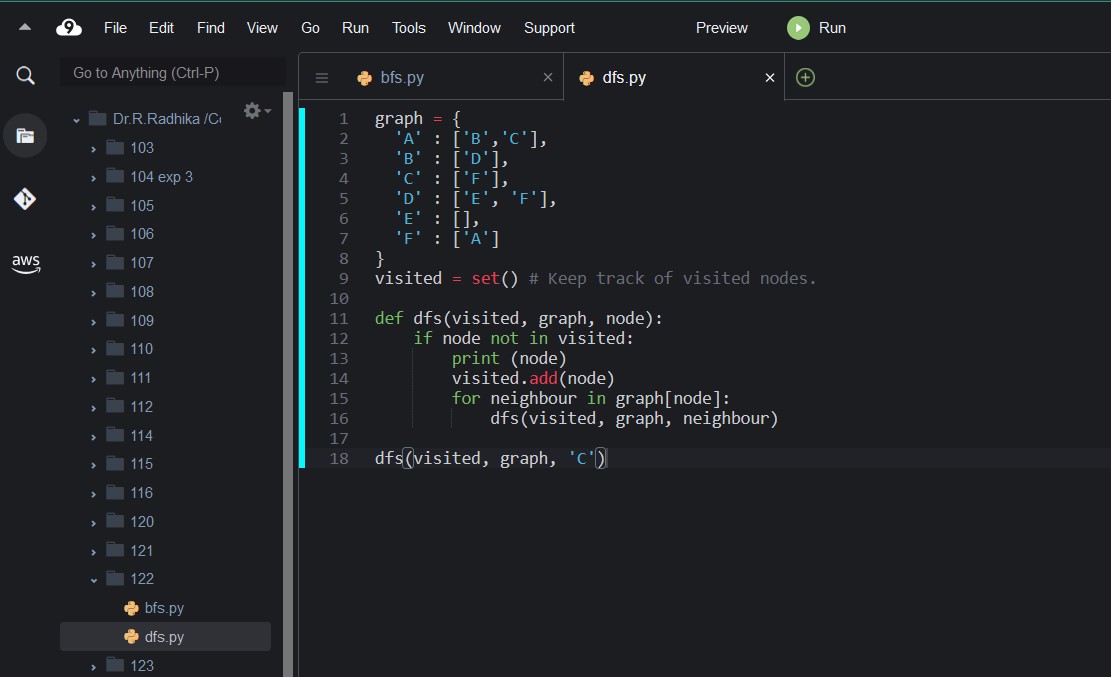 File Edit Find View Go Run Tools Window Support Preview Run
Go to Anything (Ctrl-P)
bfs.py
dfs.py
Dr.R.Radhika /Co
103
104 exp 3
105
106
107
108
109
110
111
112
114
115
116
120
121
122
bfs.py
dfs.py
123
aws
1 graph = {
2   'A' : ['B','C'],
3   'B' : ['D'],
4   'C' : ['F'],
5   'D' : ['E', 'F'],
6   'E' : [],
7   'F' : ['A']
8 }
9 visited = set() # Keep track of visited nodes.
10
11 def dfs(visited, graph, node):
12     if node not in visited:
13         print (node)
14         visited.add(node)
15         for neighbour in graph[node]:
16             dfs(visited, graph, neighbour)
17
18 dfs(visited, graph, 'C')